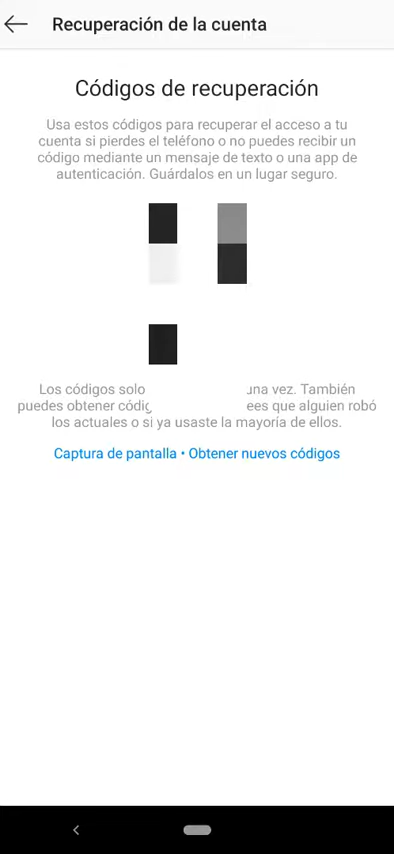 Recuperación de la cuenta
Códigos de recuperación
Usa estos códigos para recuperar el acceso a tu
cuenta si pierdes el teléfono o no puedes recibir un
código mediante un mensaje de texto o una app de
autenticación. Guárdalos en un lugar seguro.
Los códigos solo una vez. También
puedes obtener que alguien robó
los actuales o si ya usaste la mayoría de ellos.
Captura de pantalla • Obtener nuevos códigos